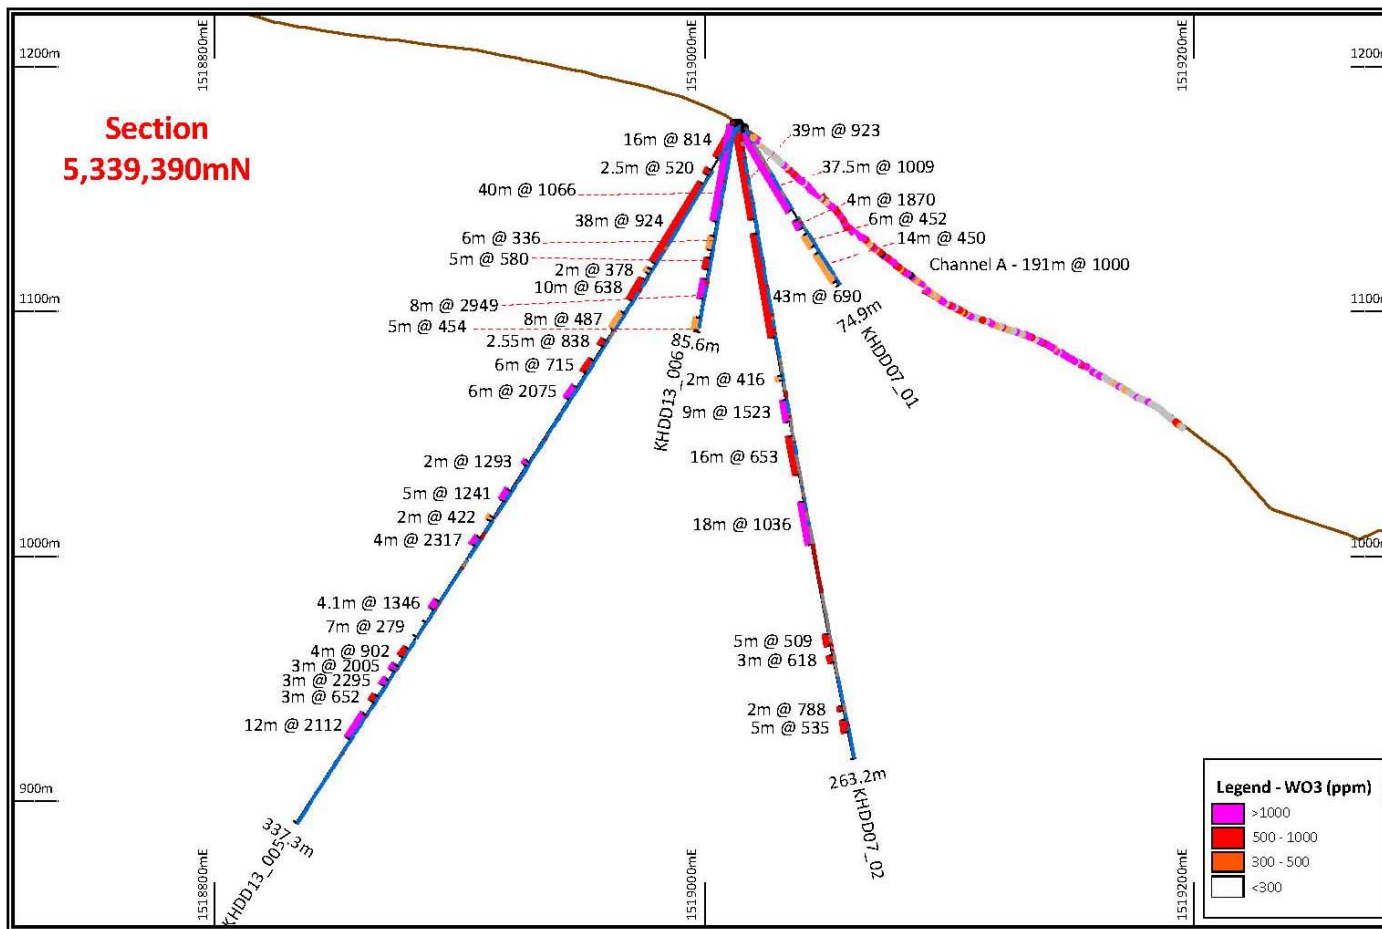 1518800mE
1519000mE
1519200mE
1200m
1200m
Section
5,339,390mN
16m @ 814
2.5m @ 520
40m @ 1066
38m @ 924
6m @ 336
5m @ 580
2m @ 378
10m @ 638
8m @ 2949
8m @ 487
5m @ 454
2.55m @ 838
6m @ 715
6m @ 2075
2m @ 1293
5m @ 1241
2m @ 422
4m @ 2317
4.1m @ 1346
7m @ 279
4m @ 902
3m @ 2005
3m @ 2295
3m @ 652
12m @ 2112
337.3m
KHDD13_005
85.6m
KHDD13_006
39m @ 923
37.5m @ 1009
4m @ 1870
6m @ 452
14m @ 450
Channel A - 191m @ 1000
43m @ 690
74.9m
KHDD07_01
2m @ 416
9m @ 1523
16m @ 653
18m @ 1036
5m @ 509
3m @ 618
2m @ 788
5m @ 535
263.2m
KHDD07_02
1100m
1100m
1000m
1000m
900m
900m
Legend - WO3 (ppm)
>1000
500 - 1000
300 - 500
<300
1518800mE
1519000mE
1519200mE